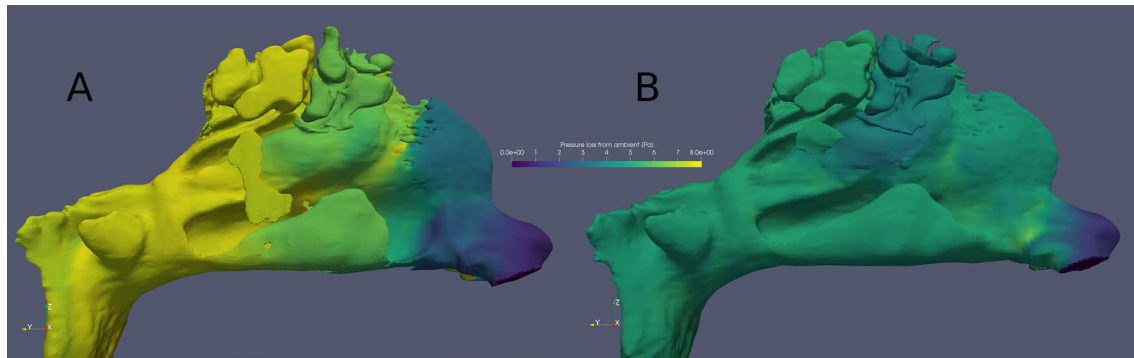 A
B
Pressure loss from ambient (Pa)
0.0e+00 1 2 3 4 5 6 7 8.0e+00
Z
Y X
Z
Y X